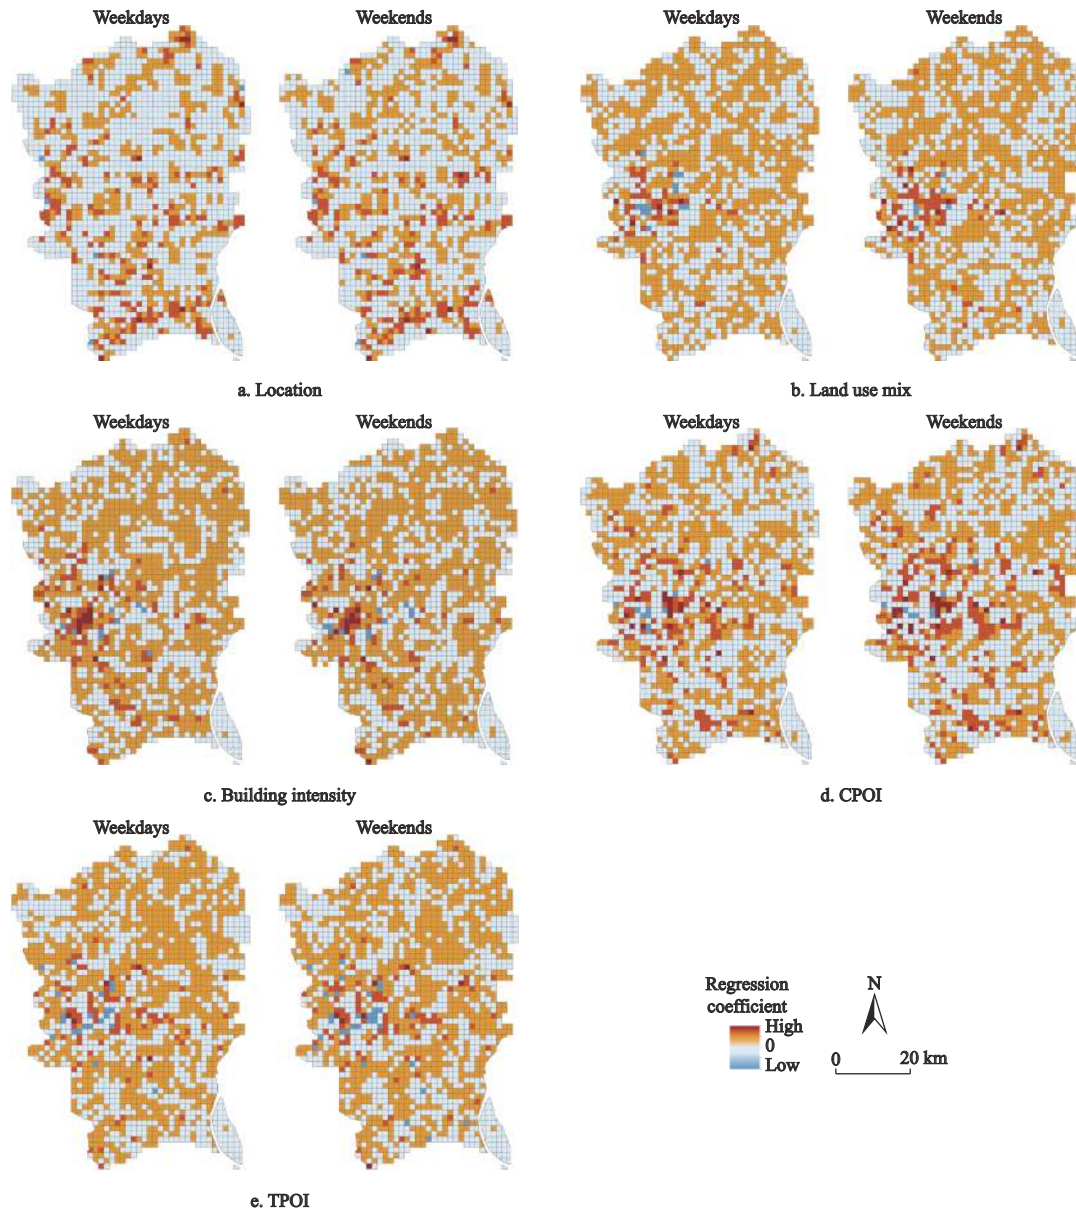 Weekdays
Weekends
Weekdays
Weekends
a. Location
b. Land use mix
Weekdays
Weekends
Weekdays
Weekends
c. Building intensity
d. CPOI
Weekdays
Weekends
Regression
coefficient
High
0
Low
N
0
20 km
e. TPOI